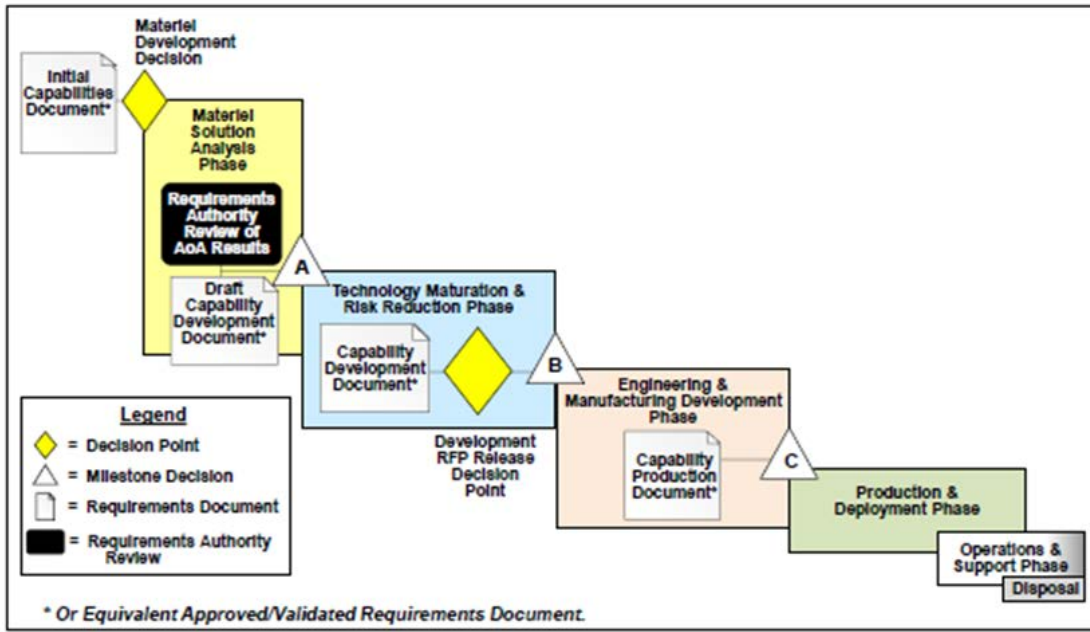 Materiel
Development
Decision
Initial
Capabilities
Document*
Materiel
Solution
Analysis
Phase
Requirements
Authority
Review of
AoA Results
A
Draft
Capability
Development
Document*
Technology Maturation &
Risk Reduction Phase
Capability
Development
Document*
B
Development
RFP Release
Decision
Point
Engineering &
Manufacturing Development
Phase
Capability
Production
Document*
C
Production &
Deployment Phase
Operations &
Support Phase
Disposal
Legend
= Decision Point
= Milestone Decision
= Requirements Document
= Requirements Authority
Review
* Or Equivalent Approved/Validated Requirements Document.